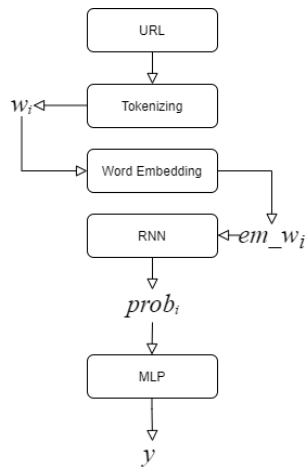 URL
Tokenizing
w_i
Word Embedding
RNN
em_w_i
prob_i
MLP
y